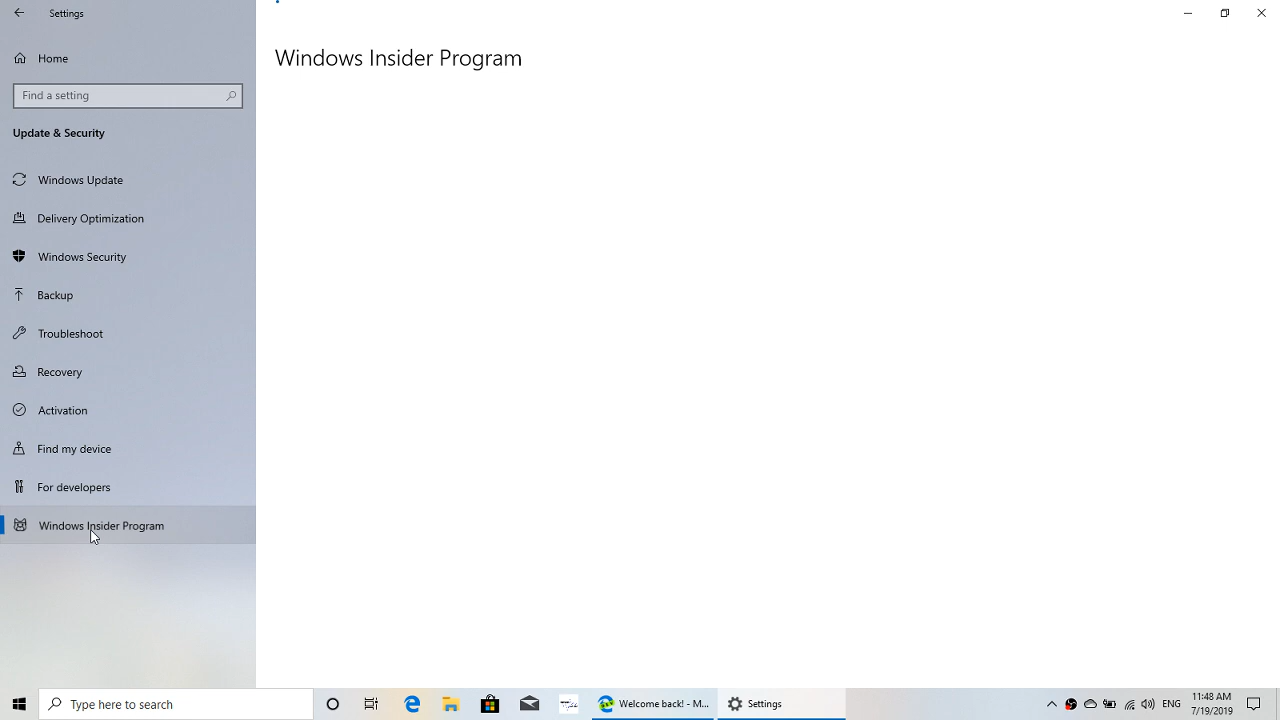 Settings
Windows Insider Program
Home
Find a setting
Update & Security
Windows Update
Delivery Optimization
Windows Security
Backup
Troubleshoot
Recovery
Activation
Find my device
For developers
Windows Insider Program
Type here to search
Welcome back! - M...
Settings
ENG
11:48 AM
7/19/2019